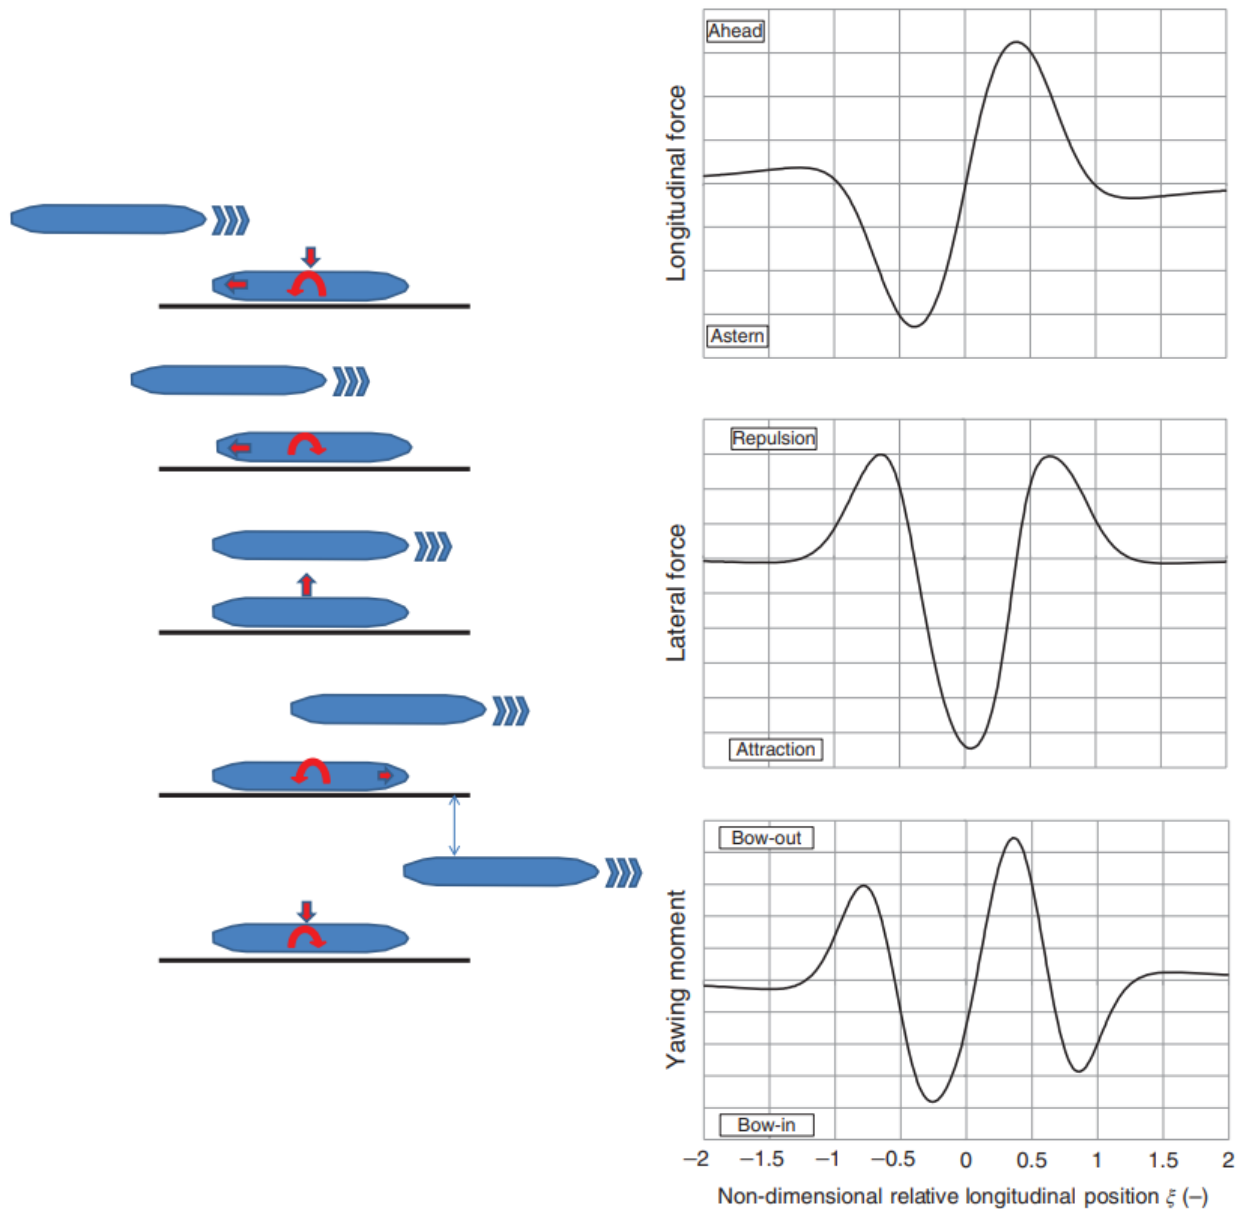 Ahead
Longitudinal force
Astern
Repulsion
Lateral force
Attraction
Bow-out
Yawing moment
Bow-in
−2 −1.5 −1 −0.5 0 0.5 1 1.5 2
Non-dimensional relative longitudinal position ξ (–)